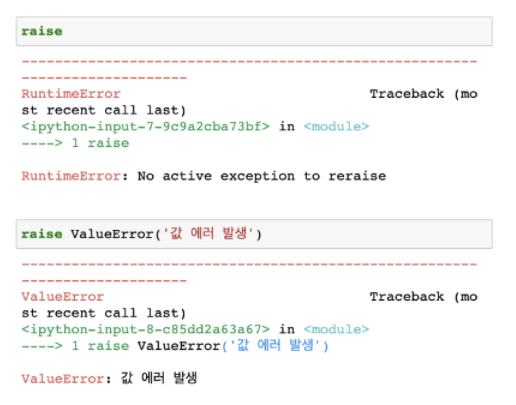 raise
---------------------------------------------------------
---------------------
RuntimeError                               Traceback (mo
st recent call last)
<ipython-input-7-9c9a2cba73bf> in <module>
----> 1 raise

RuntimeError: No active exception to reraise

raise ValueError('값 에러 발생')
---------------------------------------------------------
---------------------
ValueError                                 Traceback (mo
st recent call last)
<ipython-input-8-c85dd2a63a67> in <module>
----> 1 raise ValueError('값 에러 발생')

ValueError: 값 에러 발생